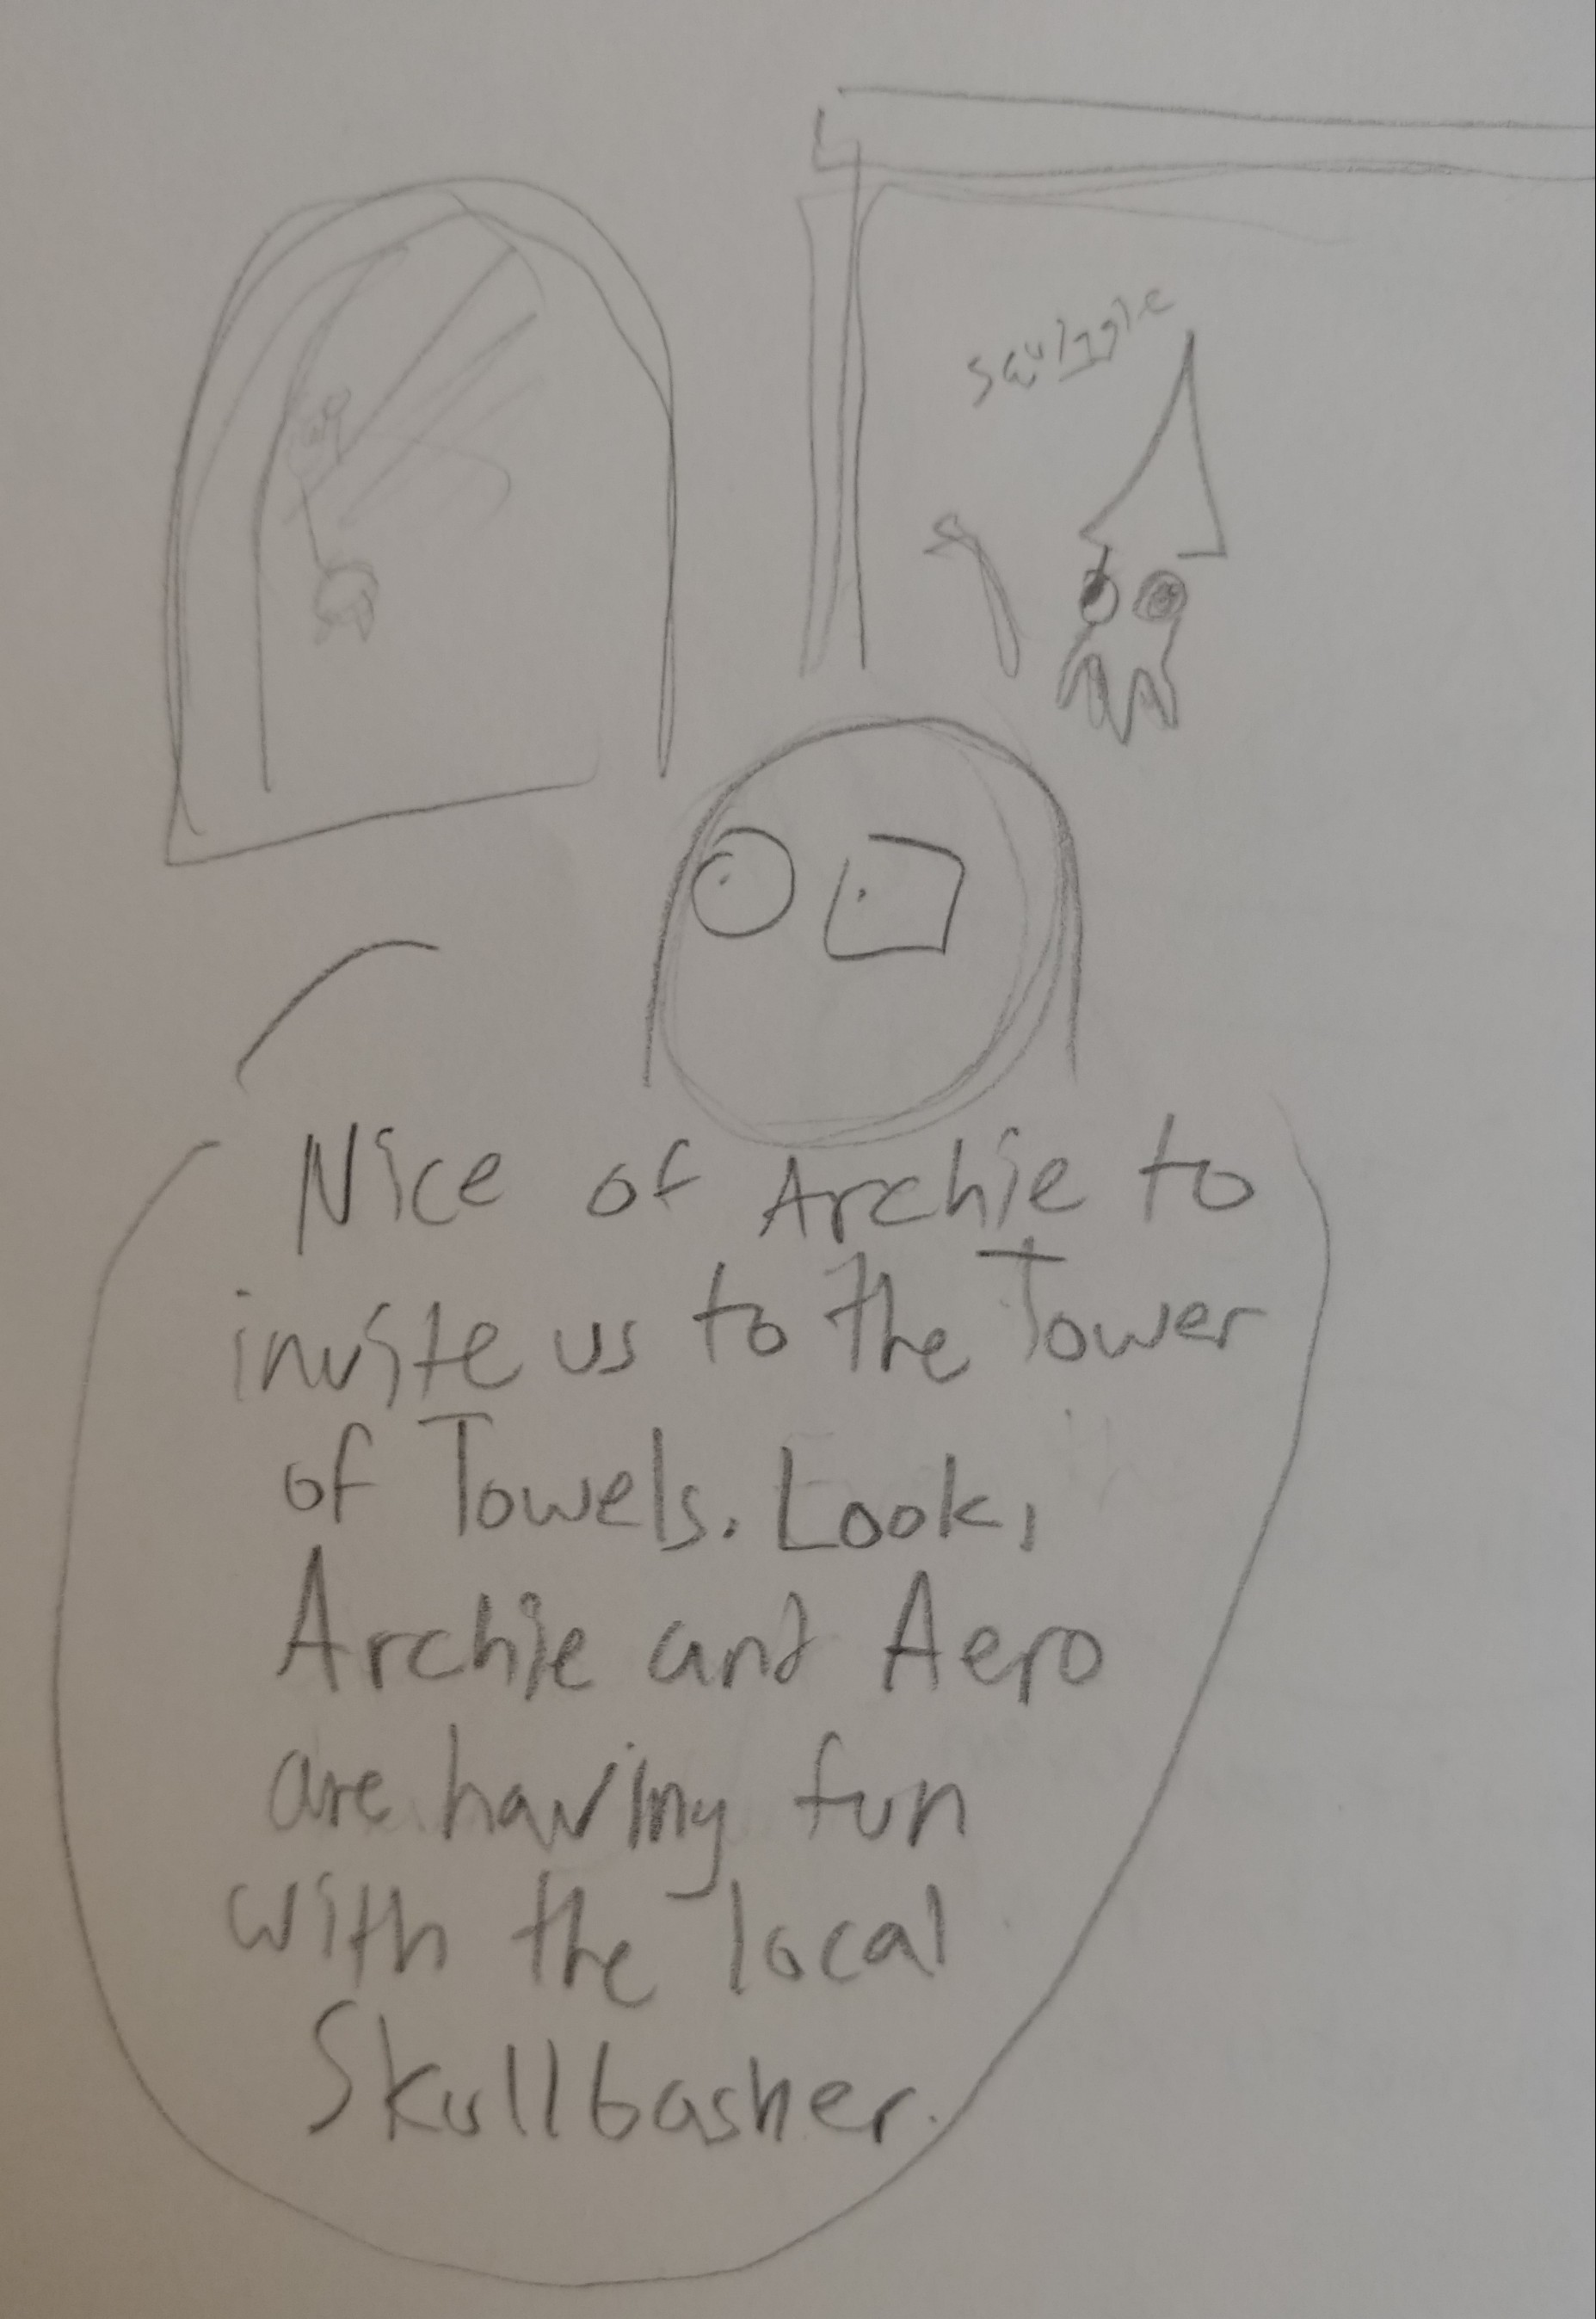 squiggle
Nice of Archie to
invite us to the Tower
of Towels. Look,
Archie and Aero
are having fun
with the local
Skullbasher.